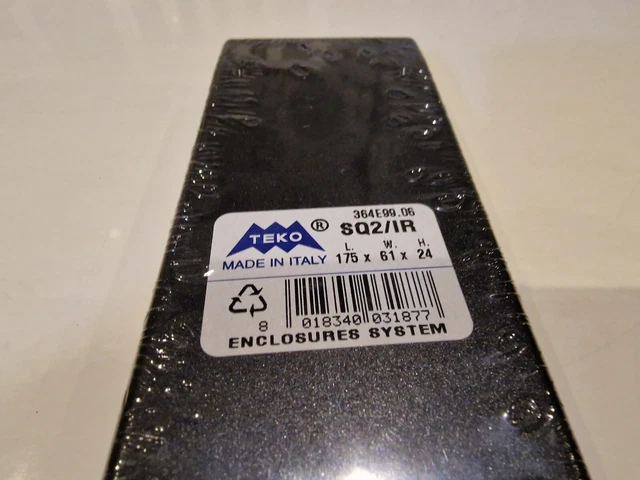 364E99.06
TEKO ® SQ2/IR
L. W. H.
MADE IN ITALY 175 x 61 x 24
8 018340 031877
ENCLOSURES SYSTEM